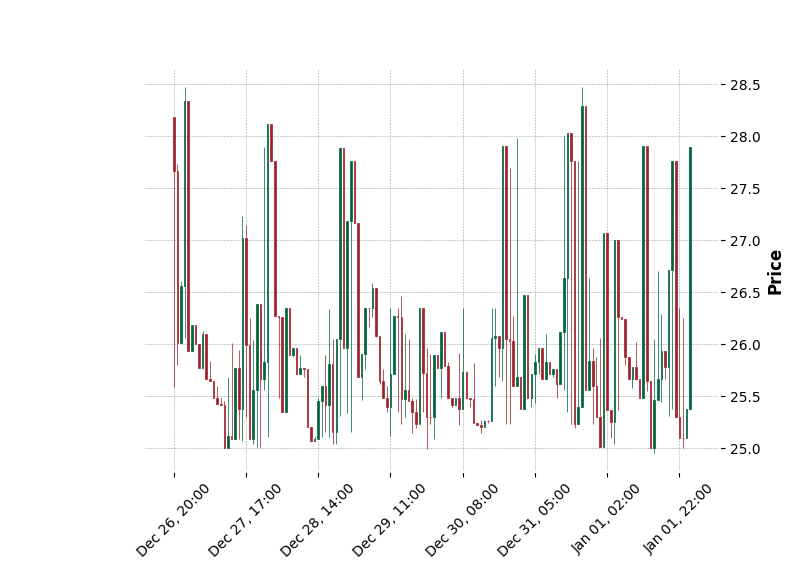 28.5
28.0
27.5
27.0
26.5
26.0
25.5
25.0
Price
Dec 26, 20:00
Dec 27, 17:00
Dec 28, 14:00
Dec 29, 11:00
Dec 30, 08:00
Dec 31, 05:00
Jan 01, 02:00
Jan 01, 22:00